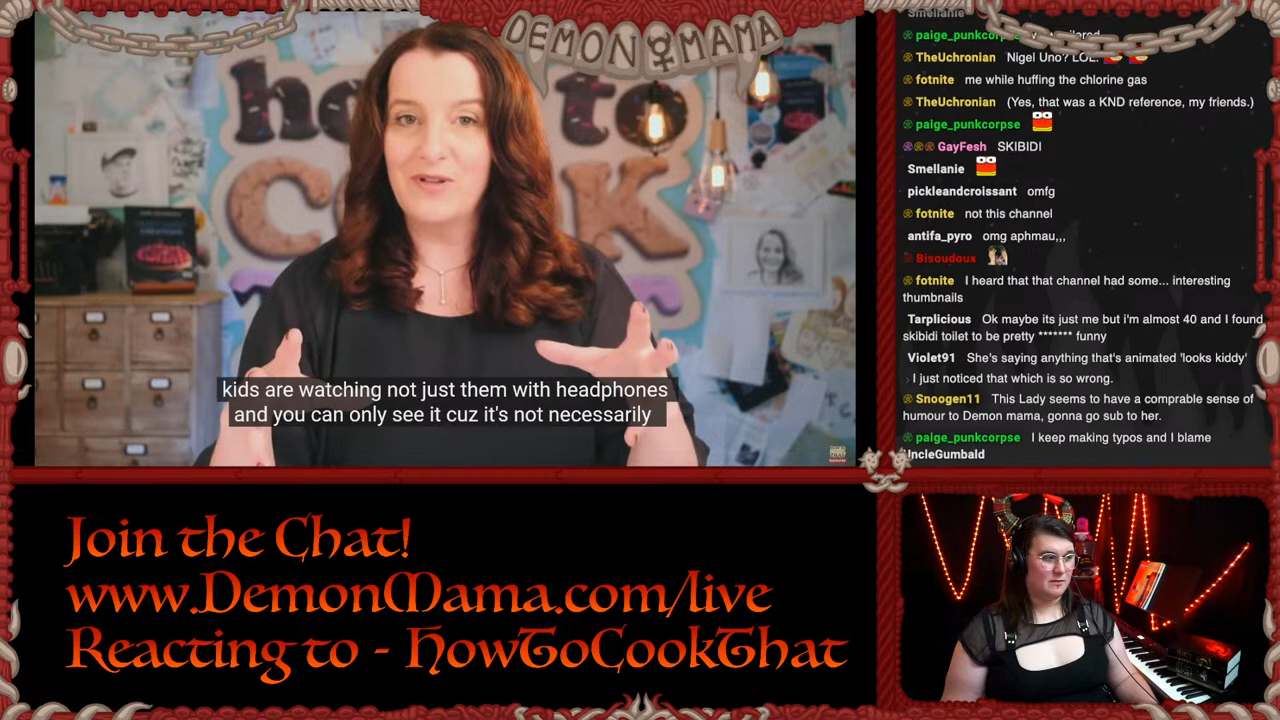 DEMON MAMA
how to
COOK
kids are watching not just them with headphones
and you can only see it cuz it's not necessarily
Smellanie
paige_punkcorpse
TheUchronian Nigel Uno? LOL.
fotnite me while huffing the chlorine gas
TheUchronian (Yes, that was a KND reference, my friends.)
paige_punkcorpse
GayFesh SKIBIDI
Smellanie
pickleandcroissant omfg
fotnite not this channel
antifa_pyro omg aphmau,,,
Bisoudoux
fotnite I heard that that channel had some... interesting
thumbnails
Tarplicious Ok maybe its just me but i'm almost 40 and I found
skibidi toilet to be pretty ******* funny
Violet91 She's saying anything that's animated 'looks kiddy'
I just noticed that which is so wrong.
Snoogen11 This Lady seems to have a comprable sense of
humour to Demon mama, gonna go sub to her.
paige_punkcorpse I keep making typos and I blame
UncleGumbald
Join the Chat!
www.DemonMama.com/live
Reacting to - HowToCookThat